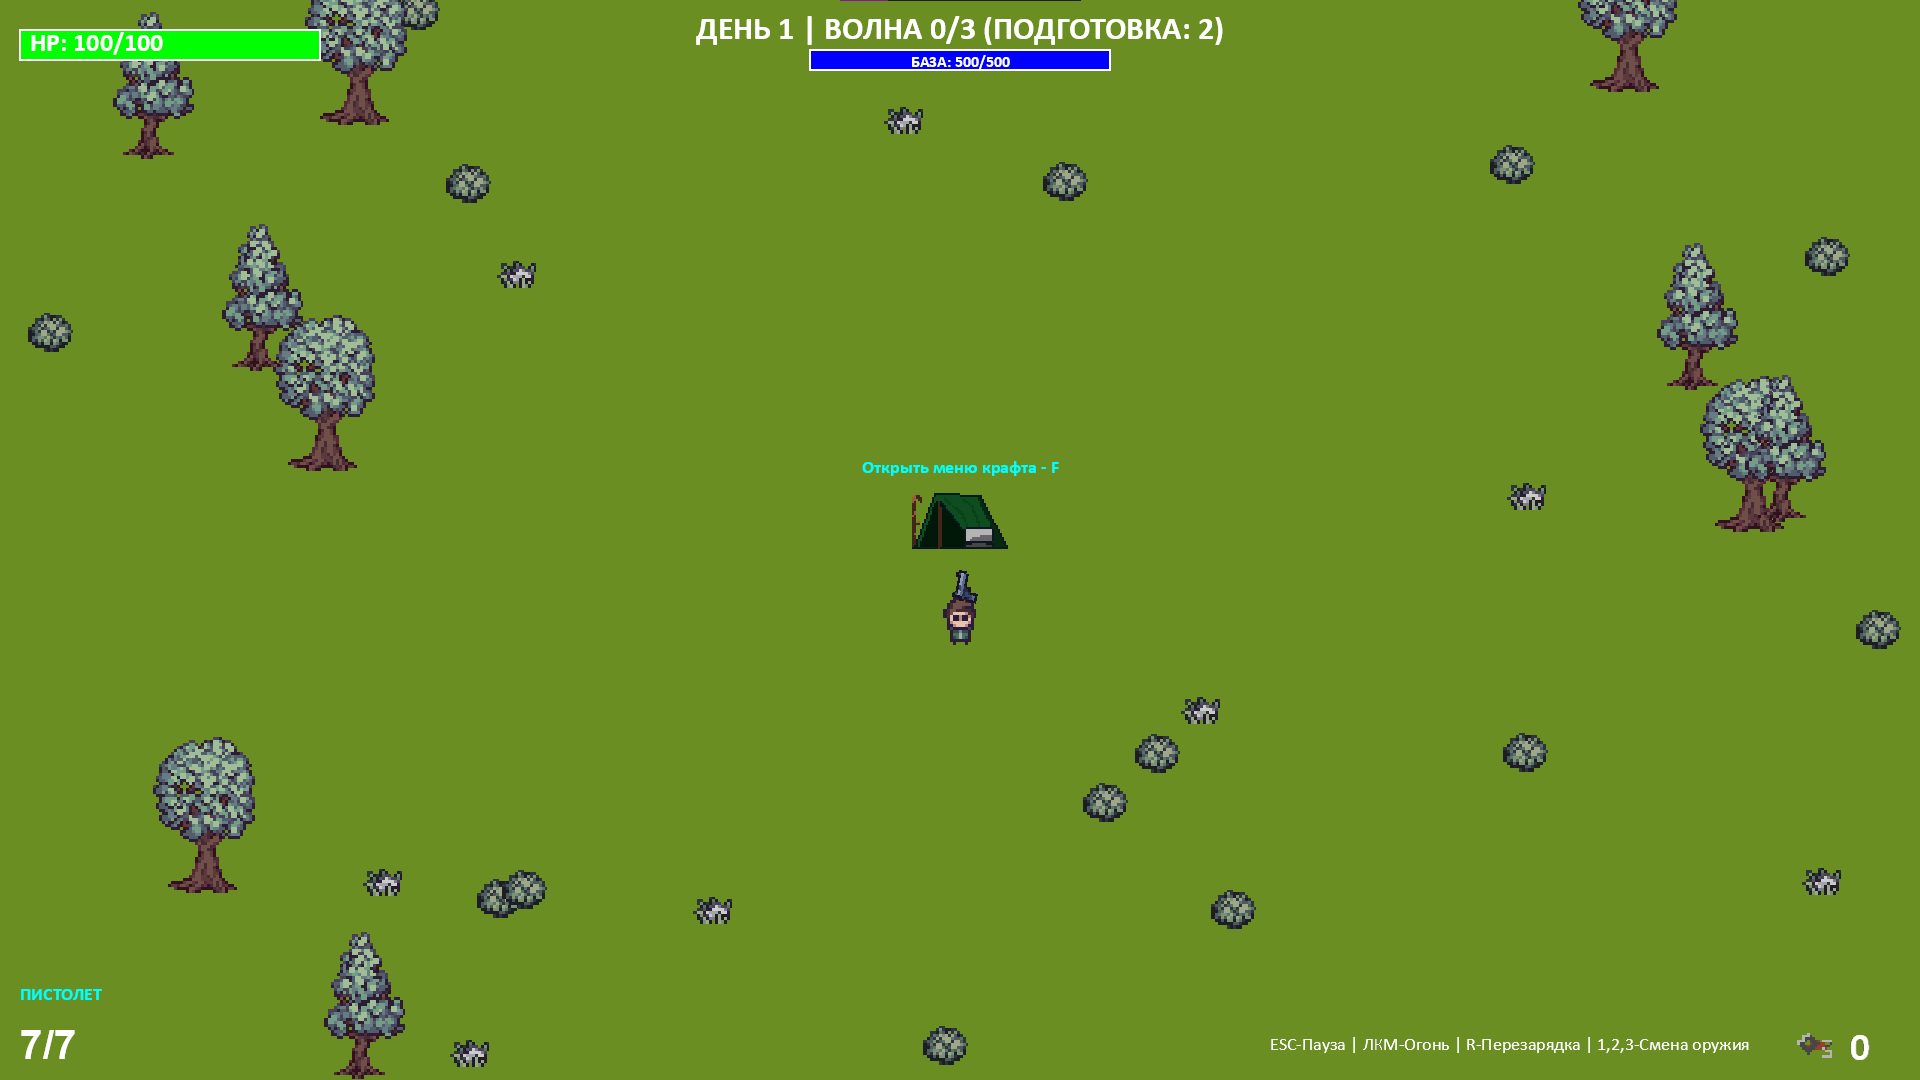 HP: 100/100
ДЕНЬ 1 | ВОЛНА 0/3 (ПОДГОТОВКА: 2)
БАЗА: 500/500
Открыть меню крафта - F
ПИСТОЛЕТ
7/7
ESC-Пауза | ЛКМ-Огонь | R-Перезарядка | 1,2,3-Смена оружия
0